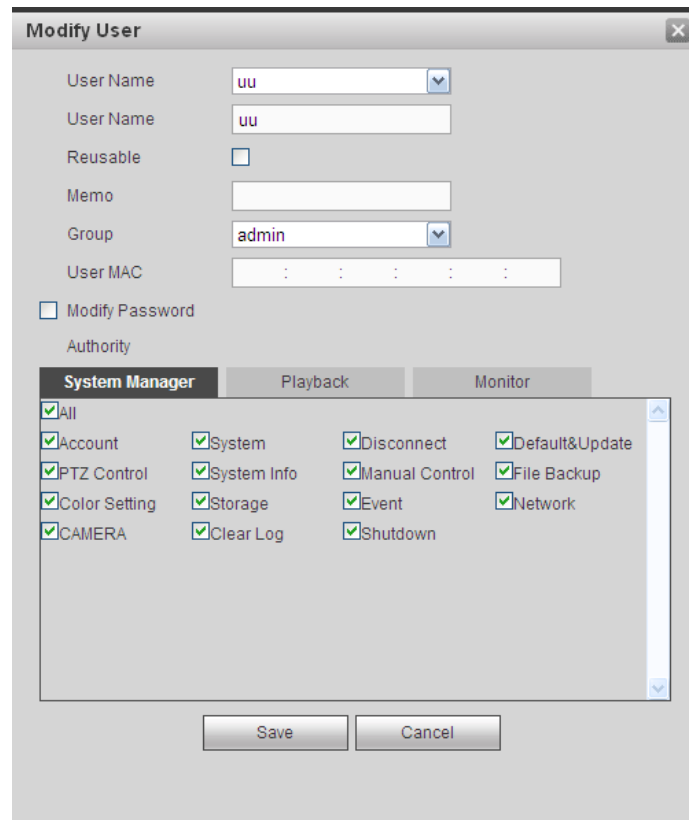 Modify User
User Name uu
User Name uu
Reusable
Memo
Group admin
User MAC : : : : :
Modify Password
Authority
System Manager Playback Monitor
All
Account System Disconnect Default&Update
PTZ Control System Info Manual Control File Backup
Color Setting Storage Event Network
CAMERA Clear Log Shutdown
Save Cancel